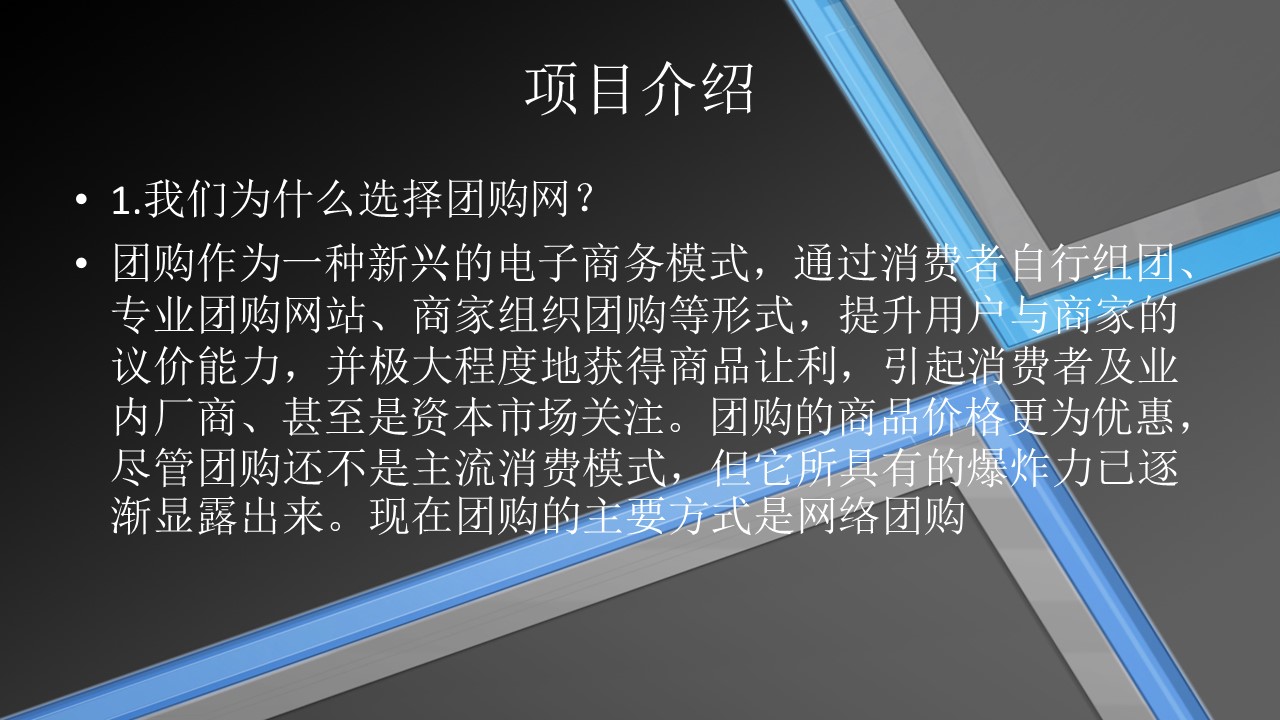 项目介绍
• 1.我们为什么选择团购网？
• 团购作为一种新兴的电子商务模式，通过消费者自行组团、
专业团购网站、商家组织团购等形式，提升用户与商家的
议价能力，并极大程度地获得商品让利，引起消费者及业
内厂商、甚至是资本市场关注。团购的商品价格更为优惠，
尽管团购还不是主流消费模式，但它所具有的爆炸力已逐
渐显露出来。现在团购的主要方式是网络团购